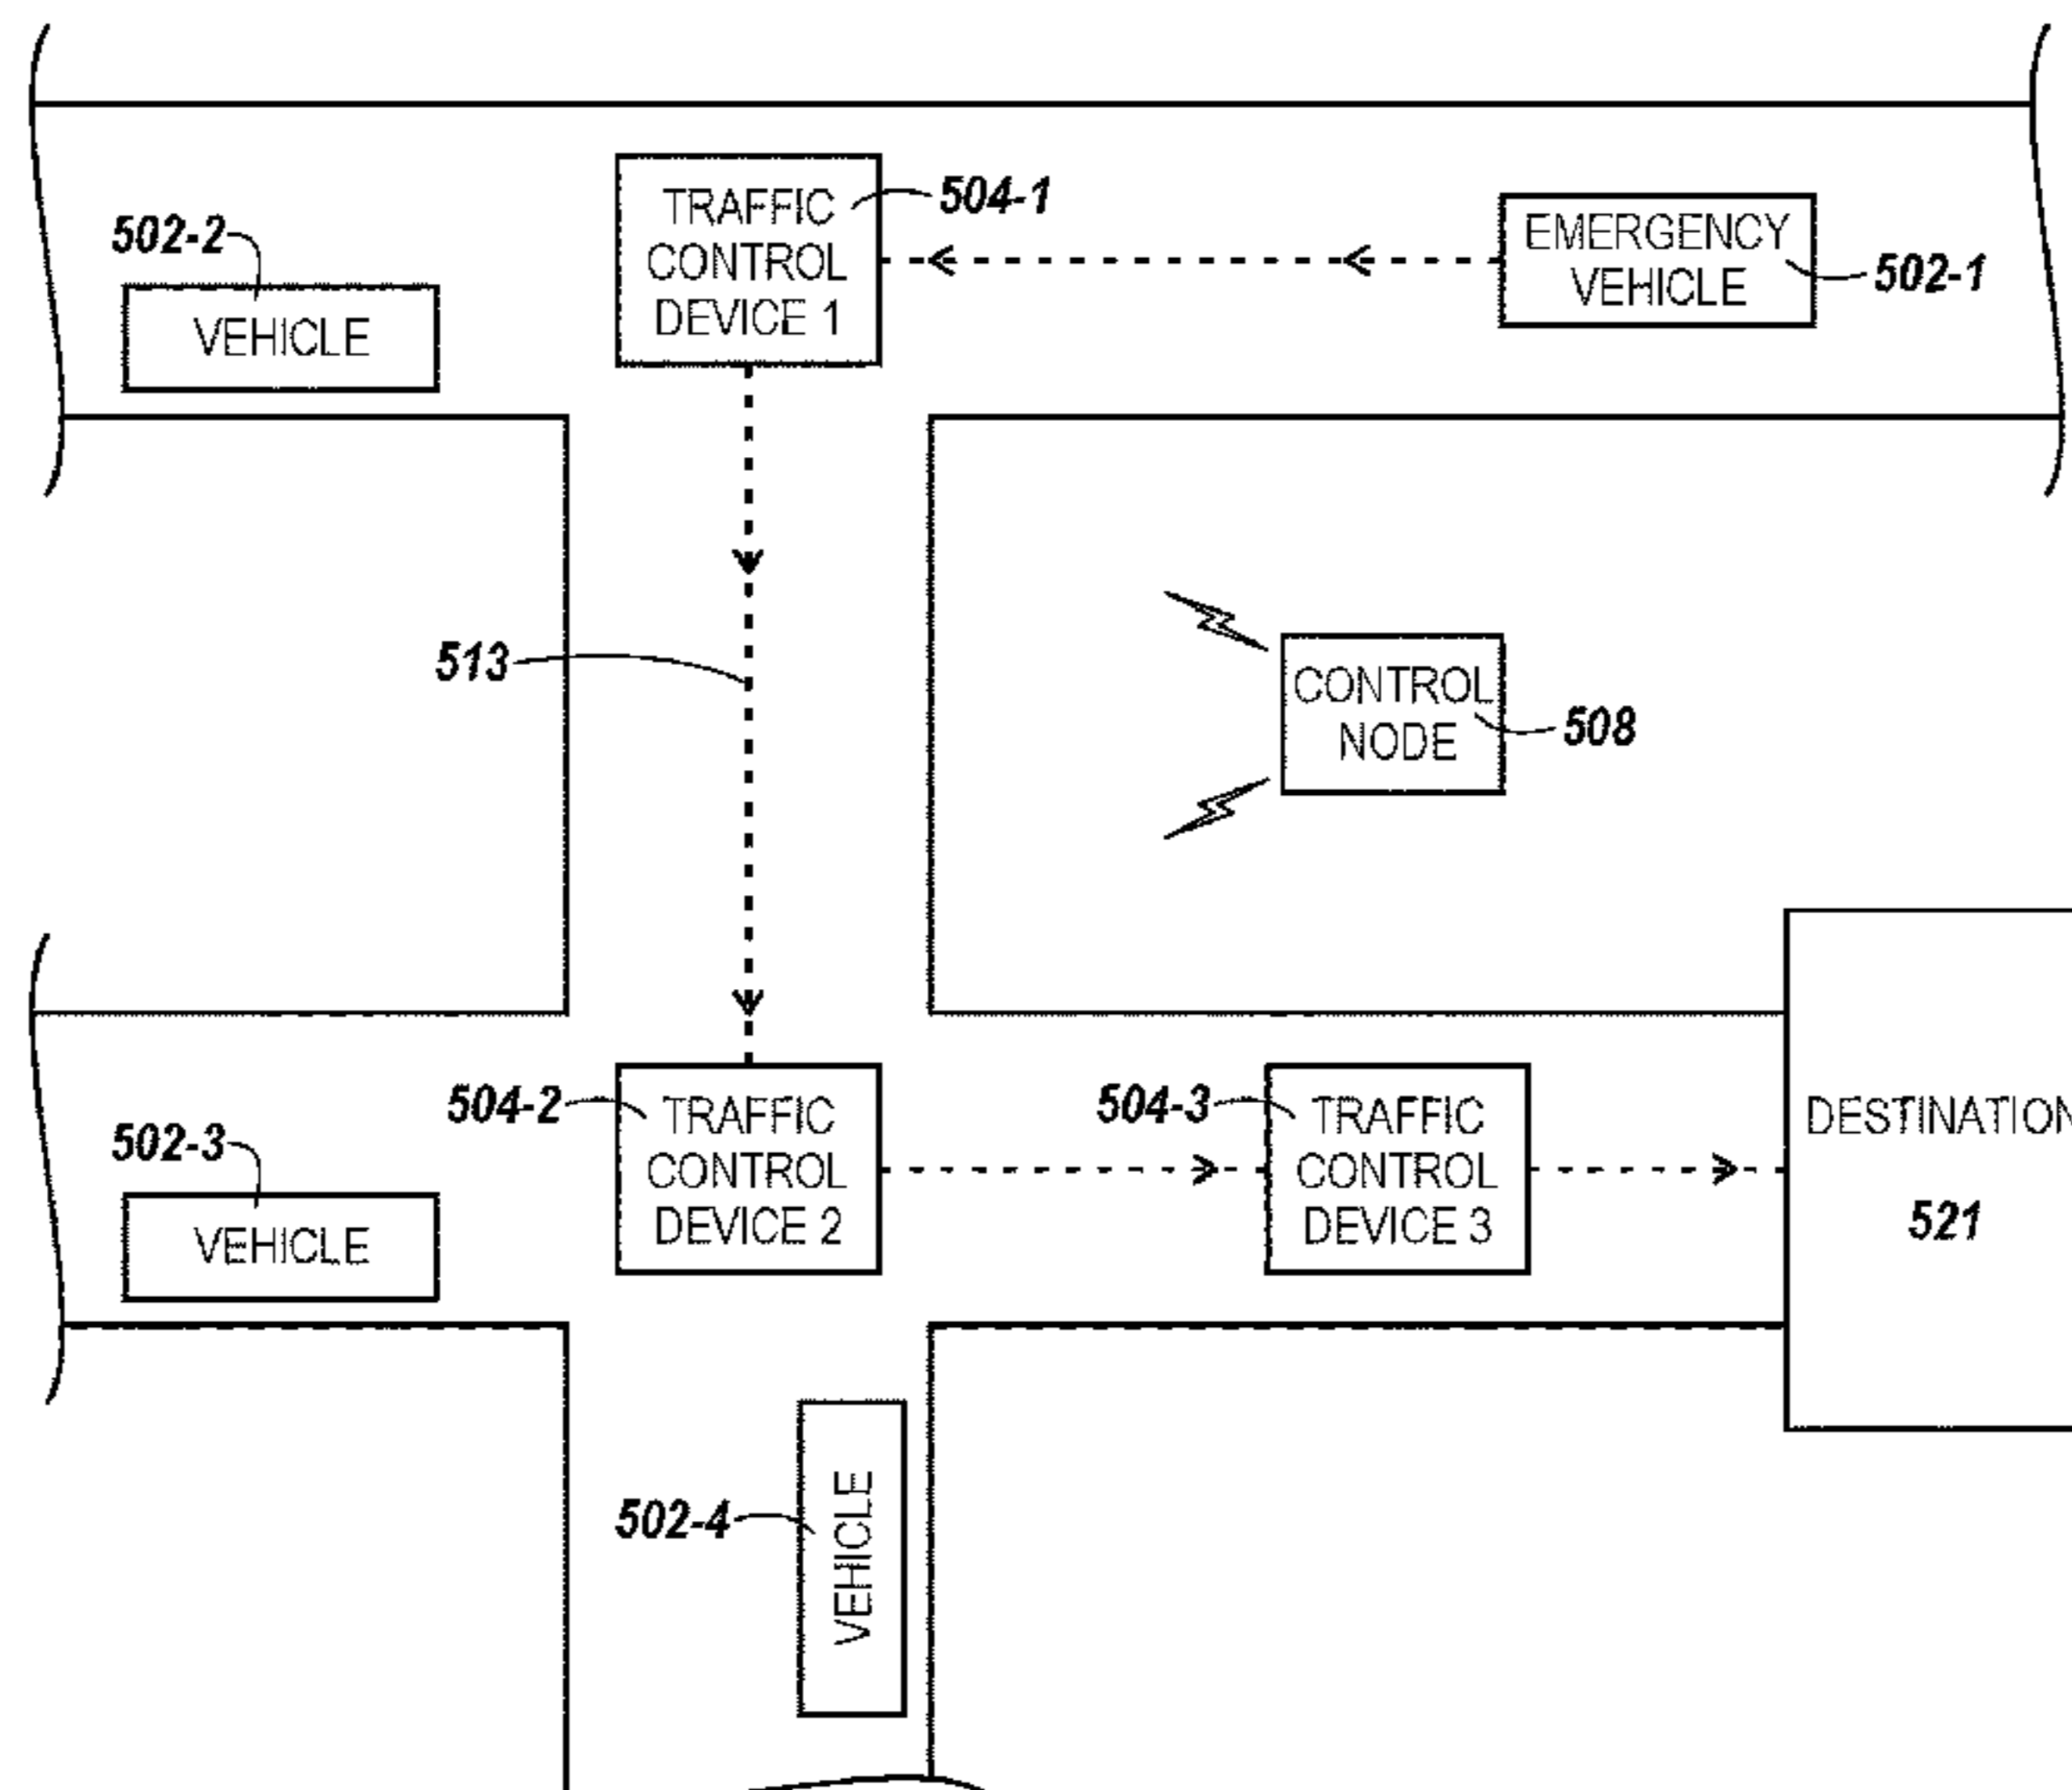 TRAFFIC
CONTROL
DEVICE 1
504-1
EMERGENCY
VEHICLE
502-1
502-2
VEHICLE
513
CONTROL
NODE
508
504-2
TRAFFIC
CONTROL
DEVICE 2
504-3
TRAFFIC
CONTROL
DEVICE 3
DESTINATION
521
502-3
VEHICLE
502-4
VEHICLE